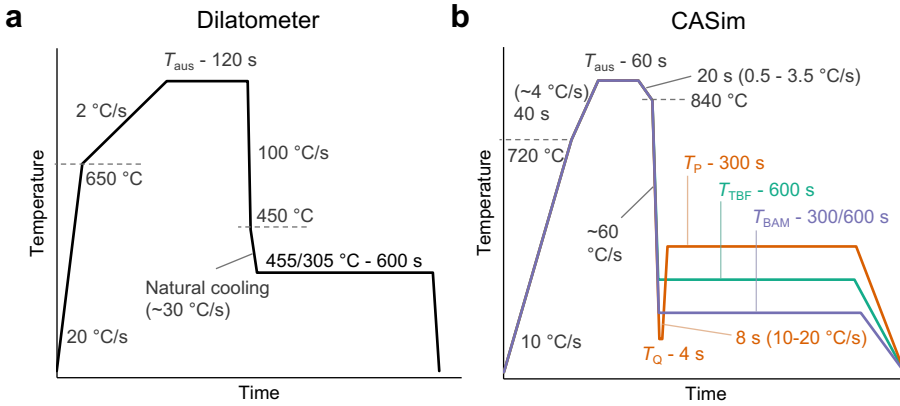 a
Dilatometer
T_aus - 120 s
2 °C/s
650 °C
100 °C/s
450 °C
455/305 °C - 600 s
Natural cooling
(~30 °C/s)
20 °C/s
Temperature
Time
b
CASim
T_aus - 60 s
20 s (0.5 - 3.5 °C/s)
(~4 °C/s)
40 s
840 °C
720 °C
T_P - 300 s
T_TBF - 600 s
T_BAM - 300/600 s
~60
°C/s
10 °C/s
8 s (10-20 °C/s)
T_Q - 4 s
Temperature
Time